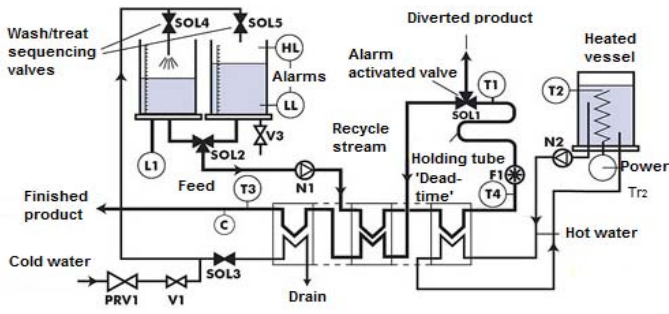 Wash/treat
sequencing
valves
SOL4
SOL5
HL
Alarms
LL
L1
SOL2
V3
Feed
N1
Recycle
stream
Diverted product
Alarm
activated valve
SOL1
T1
Holding tube
'Dead-
time'
F1
T4
Heated
vessel
T2
N2
Power
Tr2
Hot water
Finished
product
T3
C
Cold water
SOL3
PRV1
V1
Drain